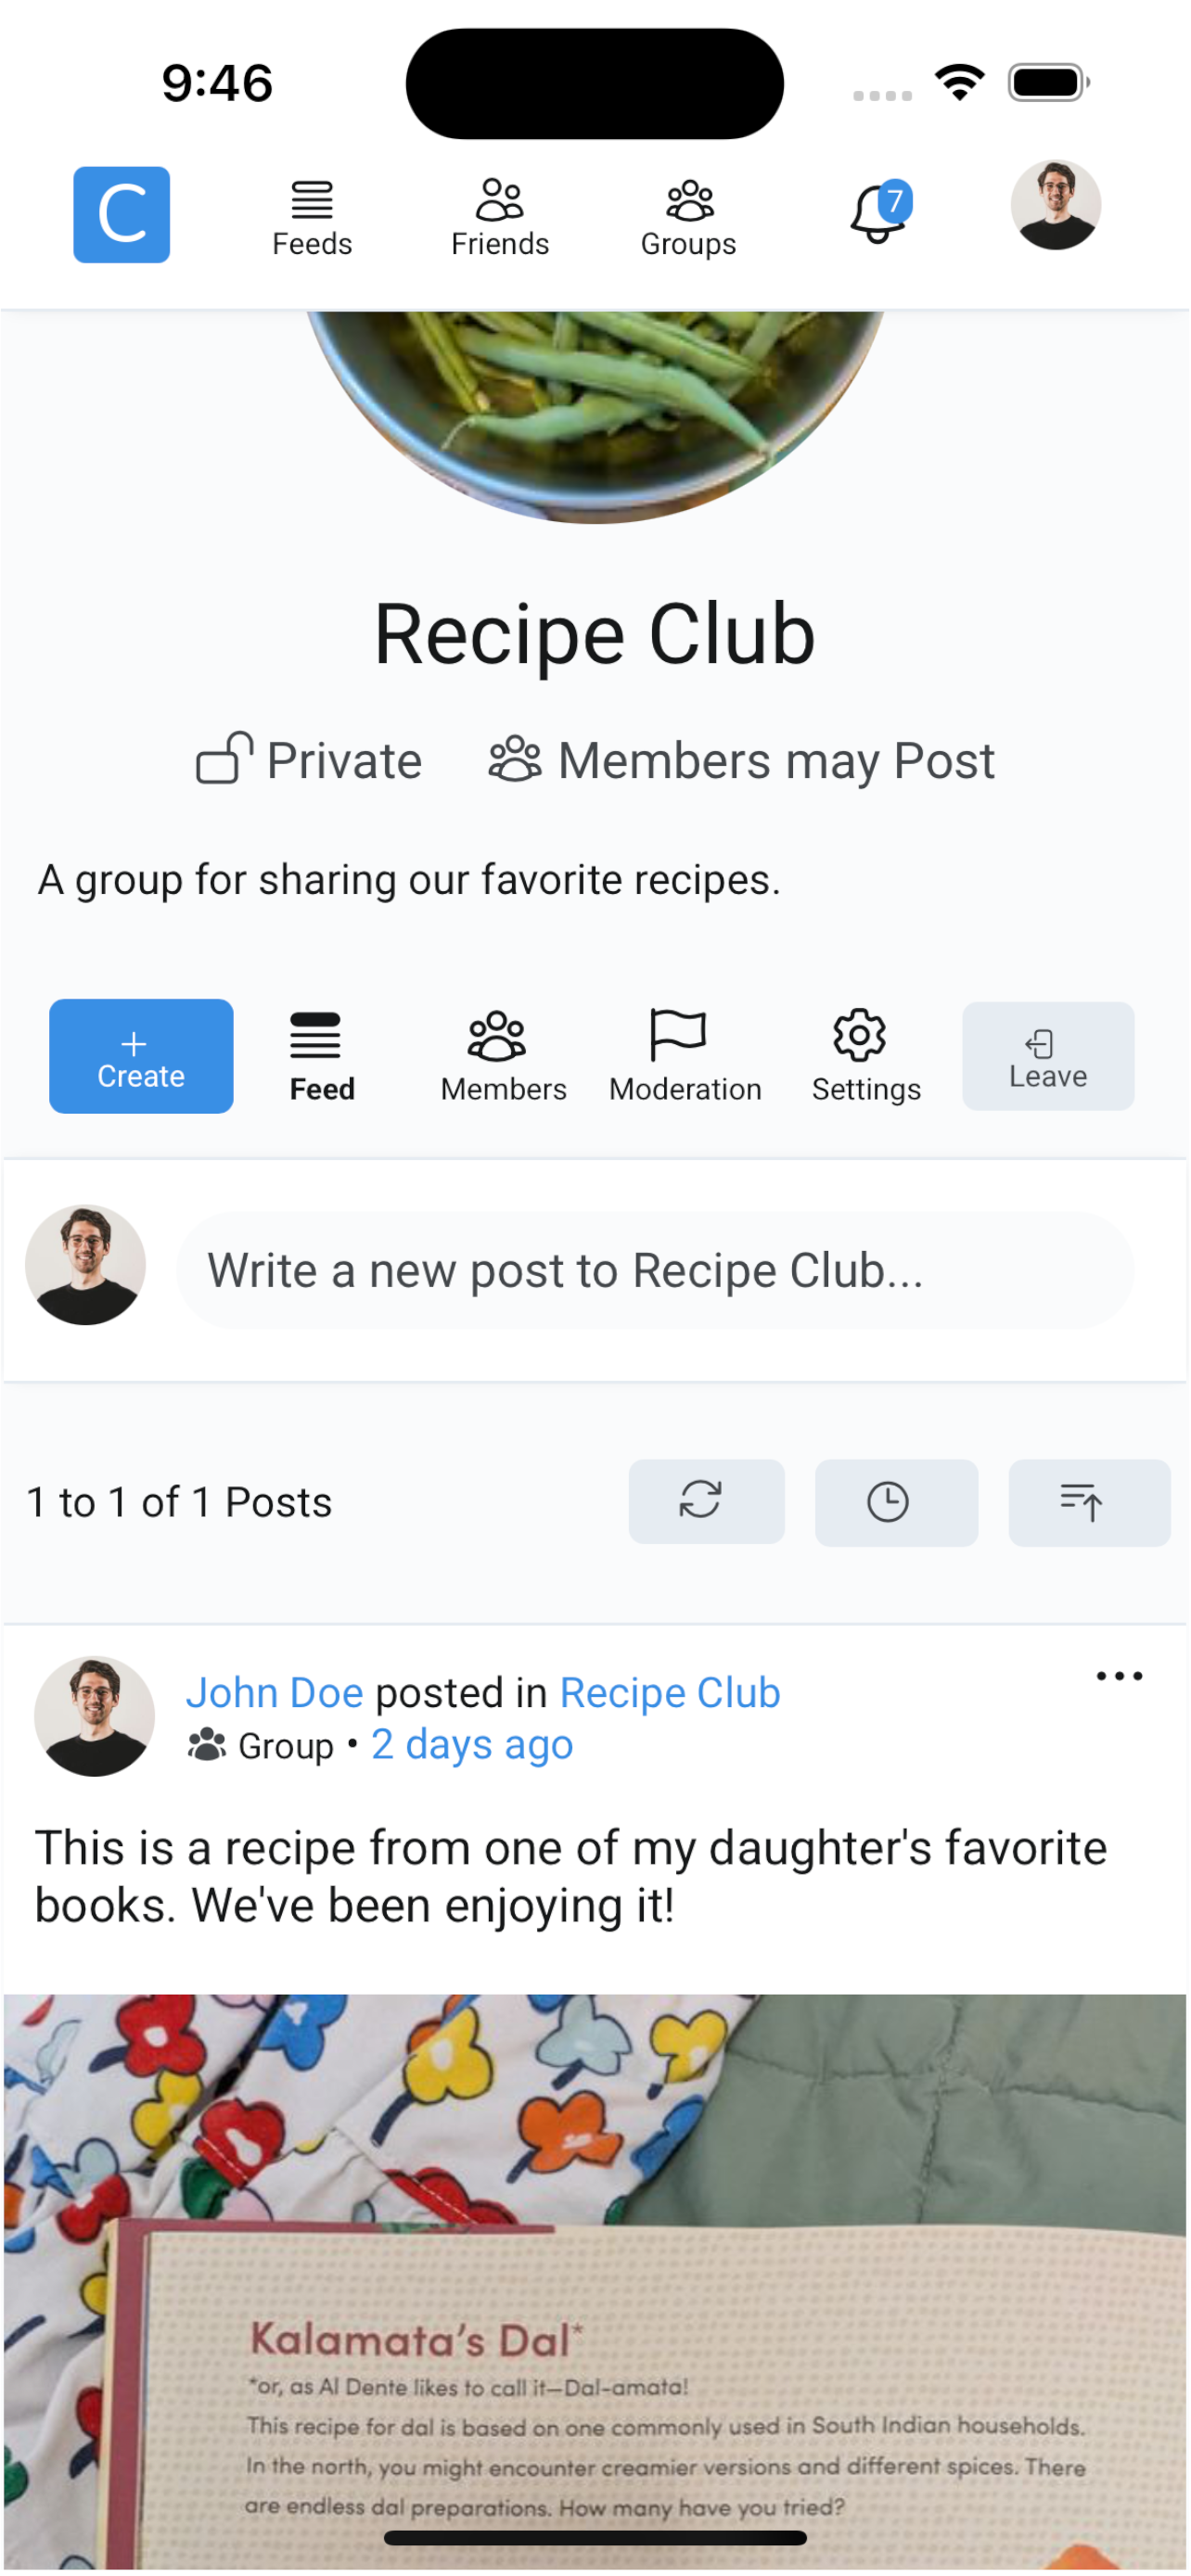 9:46
C
Feeds
Friends
Groups
7
Recipe Club
Private
Members may Post
A group for sharing our favorite recipes.
Create
Feed
Members
Moderation
Settings
Leave
Write a new post to Recipe Club...
1 to 1 of 1 Posts
John Doe posted in Recipe Club
Group • 2 days ago
This is a recipe from one of my daughter's favorite
books. We've been enjoying it!
Kalamata's Dal*
*or, as Al Dente likes to call it—Dal-amata!
This recipe for dal is based on one commonly used in South Indian households.
In the north, you might encounter creamier versions and different spices. There
are endless dal preparations. How many have you tried?